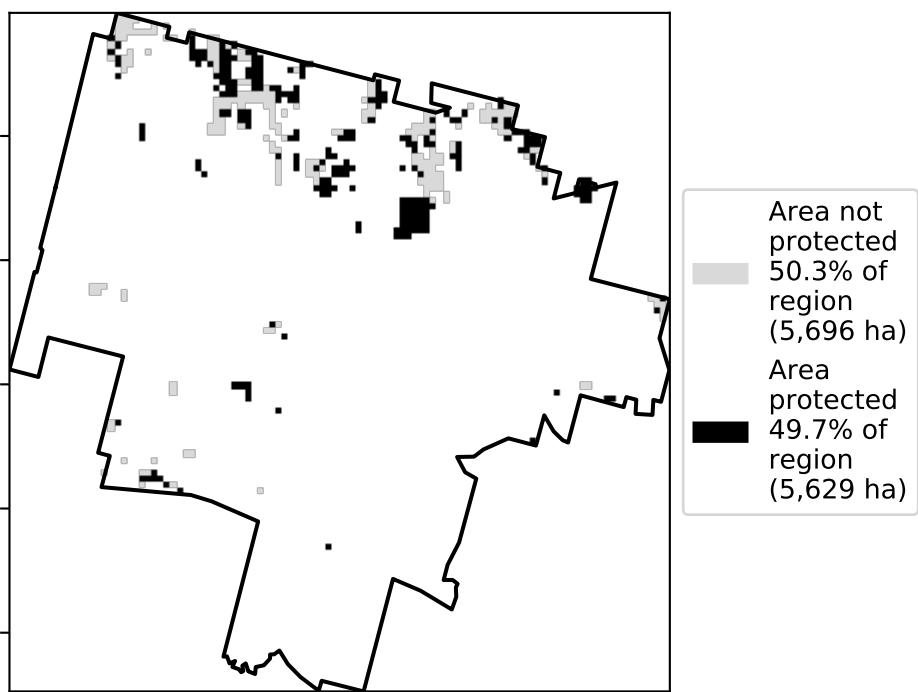 Area not
protected
50.3% of
region
(5,696 ha)
Area
protected
49.7% of
region
(5,629 ha)